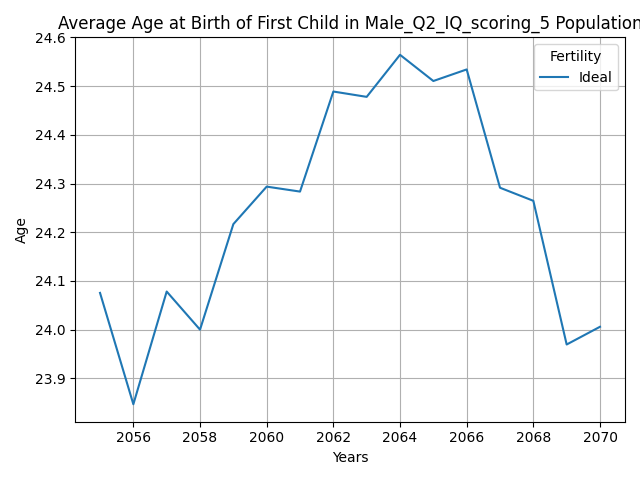 Average Age at Birth of First Child in Male_Q2_IQ_scoring_5 Population
Fertility
Ideal
Age
24.6
24.5
24.4
24.3
24.2
24.1
24.0
23.9
2056 2058 2060 2062 2064 2066 2068 2070
Years